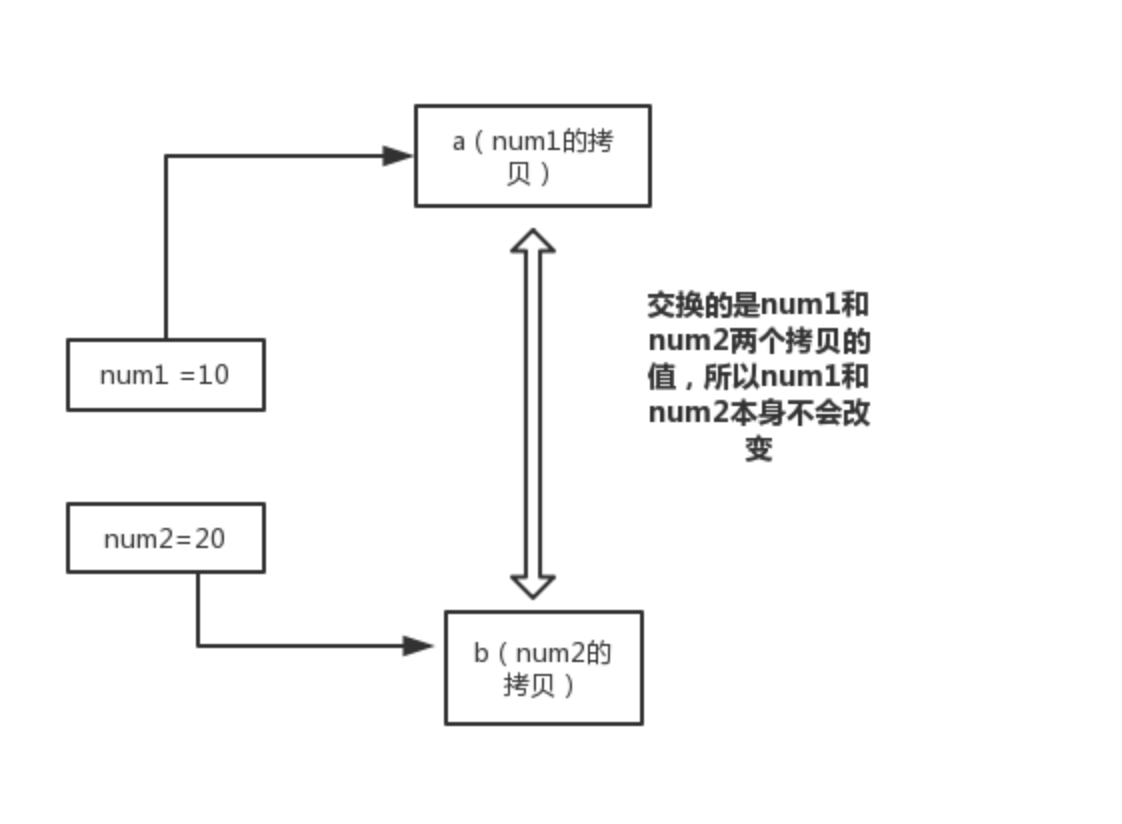 a（num1的拷
贝）
num1 =10
交换的是num1和
num2两个拷贝的
值，所以num1和
num2本身不会改
变
num2=20
b（num2的
拷贝）